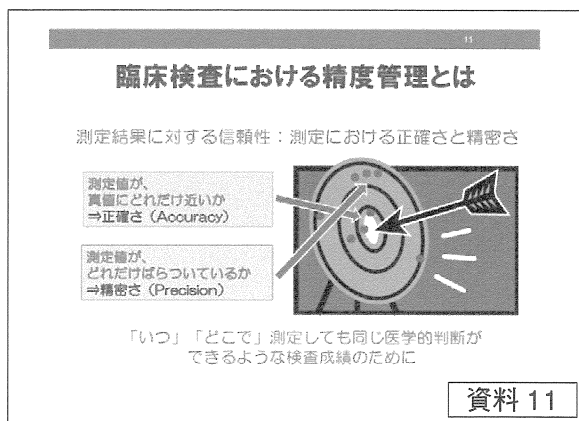 11
臨床検査における精度管理とは
測定結果に対する信頼性：測定における正確さと精密さ
測定値が、
真値にどれだけ近いか
⇒正確さ（Accuracy）
測定値が、
どれだけばらついているか
⇒精密さ（Precision）
「いつ」「どこで」測定しても同じ医学的判断が
できるような検査成績のために
資料 11